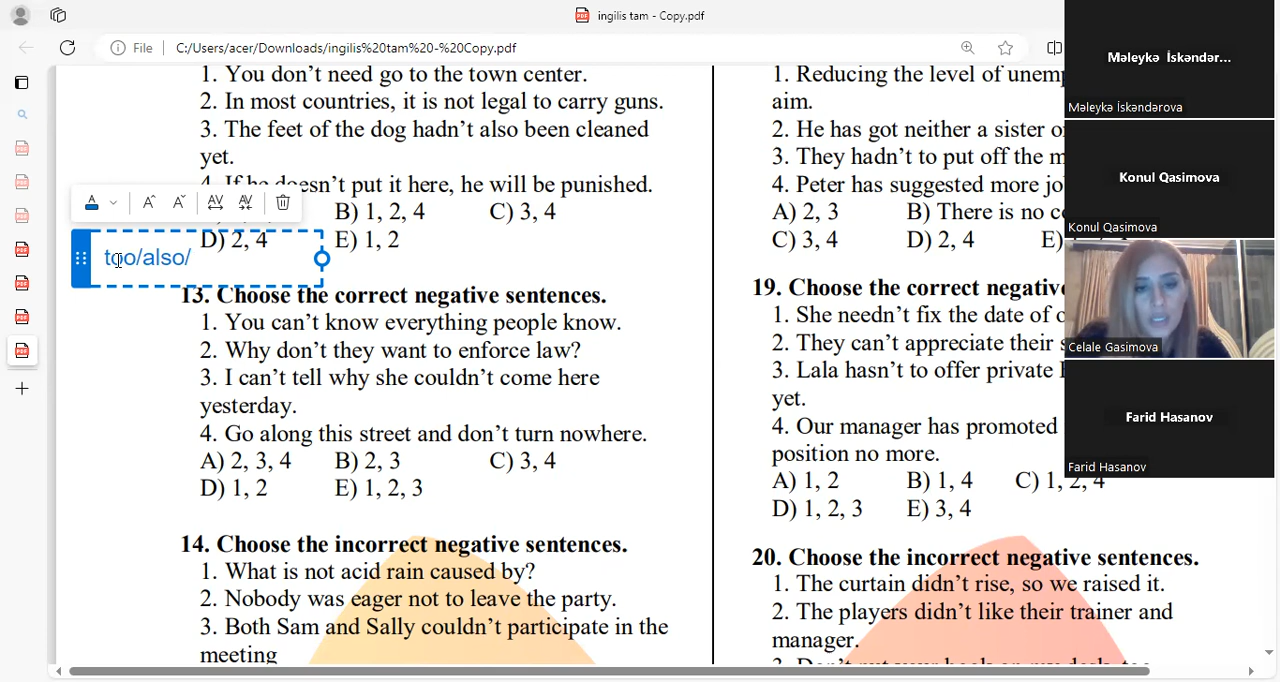 ingilis tam - Copy.pdf
File
C:/Users/acer/Downloads/ingilis%20tam%20-%20Copy.pdf
1. You don't need go to the town center.
2. In most countries, it is not legal to carry guns.
3. The feet of the dog hadn't also been cleaned
yet.
4. If he doesn't put it here, he will be punished.
B) 1, 2, 4 C) 3, 4
D) 2, 4 E) 1, 2
too/also/
13. Choose the correct negative sentences.
1. You can't know everything people know.
2. Why don't they want to enforce law?
3. I can't tell why she couldn't come here
yesterday.
4. Go along this street and don't turn nowhere.
A) 2, 3, 4 B) 2, 3 C) 3, 4
D) 1, 2 E) 1, 2, 3
14. Choose the incorrect negative sentences.
1. What is not acid rain caused by?
2. Nobody was eager not to leave the party.
3. Both Sam and Sally couldn't participate in the
meeting
1. Reducing the level of
aim.
2. He has got neither a sister
3. They hadn't to put off the
4. Peter has suggested more
A) 2, 3 B) There is no
C) 3, 4 D) 2, 4 E)
19. Choose the correct
1. She needn't fix the date of
2. They can't appreciate their
3. Lala hasn't to offer private
yet.
4. Our manager has promoted
position no more.
A) 1, 2 B) 1, 4 C) 1, 2, 4
D) 1, 2, 3 E) 3, 4
20. Choose the incorrect negative sentences.
1. The curtain didn't rise, so we raised it.
2. The players didn't like their trainer and
manager.
Məleykə İskəndər...
Məleykə İskəndərova
Konul Qasimova
Konul Qasimova
Celale Gasimova
Farid Hasanov
Farid Hasanov